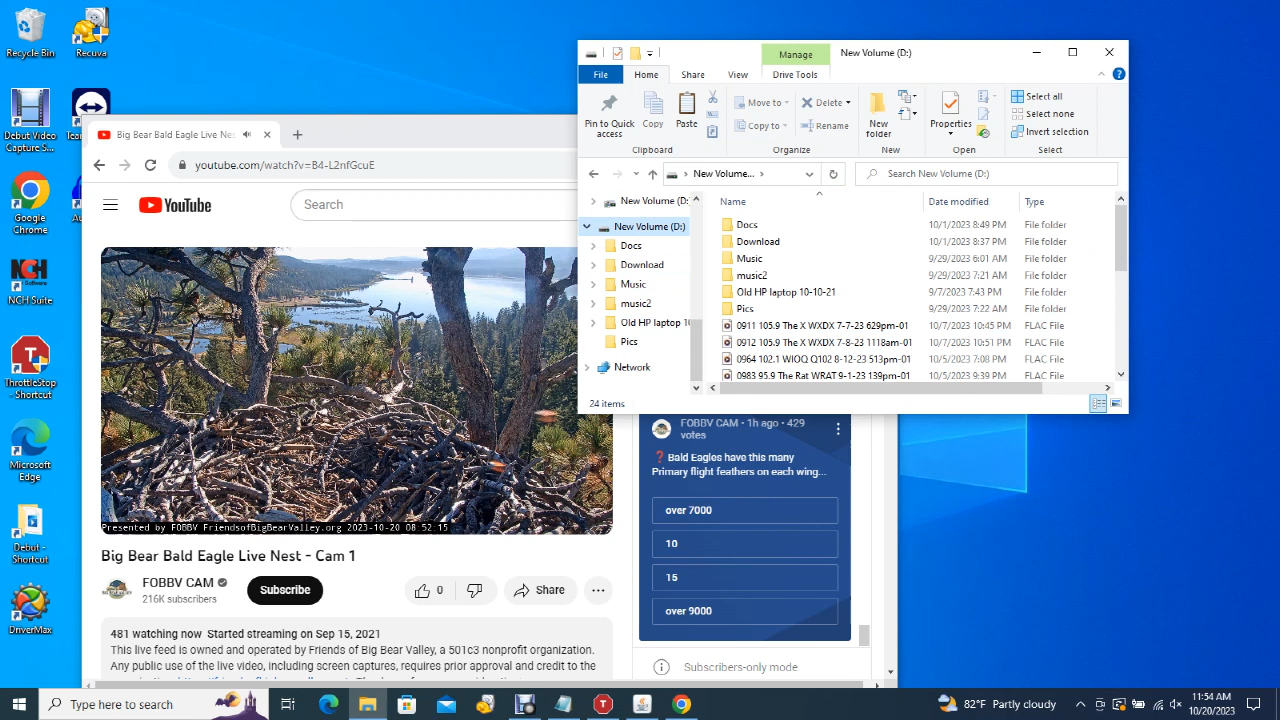 Recycle Bin
Recuva
Debut Video
Capture S...
Google
Chrome
NCH Suite
ThrottleStop
- Shortcut
Microsoft
Edge
Debut -
Shortcut
DriverMax
Manage
New Volume (D:)
File
Home
Share
View
Drive Tools
Pin to Quick
access
Copy
Paste
Move to
Copy to
Delete
Rename
New
folder
Properties
Select all
Select none
Invert selection
Clipboard
Organize
New
Open
Select
New Volume...
Search New Volume (D:)
New Volume (D:
New Volume (D:)
Docs
Download
Music
music2
Old HP laptop 10
Pics
Network
Name
Date modified
Type
Docs 10/1/2023 8:49 PM File folder
Download 10/1/2023 8:37 PM File folder
Music 9/29/2023 6:01 AM File folder
music2 9/29/2023 7:21 AM File folder
Old HP laptop 10-10-21 9/7/2023 7:43 PM File folder
Pics 9/29/2023 7:22 AM File folder
0911 105.9 The X WXDX 7-7-23 629pm-01 10/7/2023 10:45 PM FLAC File
0912 105.9 The X WXDX 7-8-23 1118am-01 10/7/2023 10:51 PM FLAC File
0964 102.1 WIOQ Q102 8-12-23 513pm-01 10/5/2023 7:08 PM FLAC File
0983 95.9 The Rat WRAT 9-1-23 139pm-01 10/5/2023 9:39 PM FLAC File
24 items
Big Bear Bald Eagle Live Nest
youtube.com/watch?v=B4-L2nfGcuE
YouTube
Search
Presented by FOBBV FriendsofBigBearValley.org 2023-10-20 08:52:15
Big Bear Bald Eagle Live Nest - Cam 1
FOBBV CAM
216K subscribers
Subscribe
0
Share
481 watching now Started streaming on Sep 15, 2021
This live feed is owned and operated by Friends of Big Bear Valley, a 501c3 nonprofit organization.
Any public use of the live video, including screen captures, requires prior approval and credit to the
FOBBV CAM • 1h ago • 429
votes
❓Bald Eagles have this many
Primary flight feathers on each wing...
over 7000
10
15
over 9000
Subscribers-only mode
Type here to search
82°F Partly cloudy
11:54 AM
10/20/2023